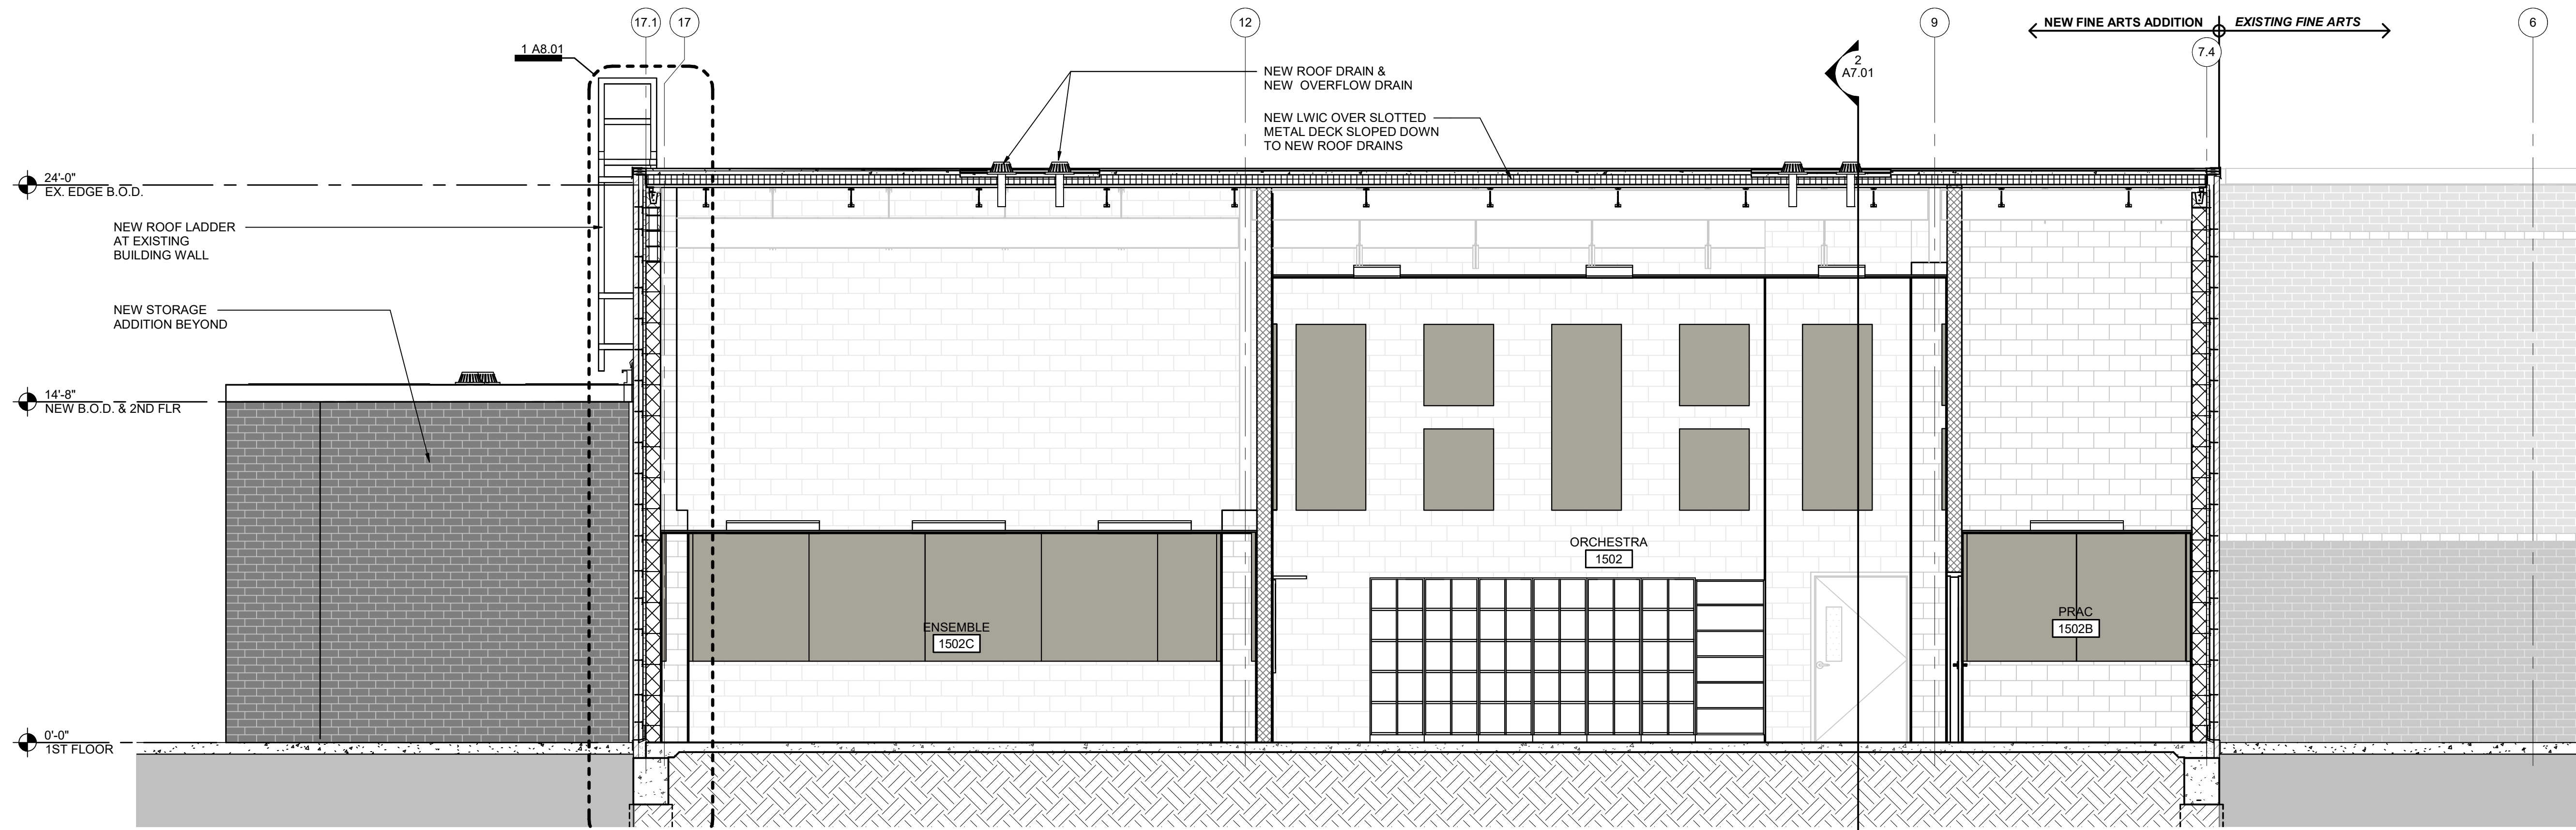 17.1
17
12
9
NEW FINE ARTS ADDITION
EXISTING FINE ARTS
6
7.4
1 A8.01
2
A7.01
NEW ROOF DRAIN &
NEW OVERFLOW DRAIN
NEW LWIC OVER SLOTTED
METAL DECK SLOPED DOWN
TO NEW ROOF DRAINS
24'-0"
EX. EDGE B.O.D.
NEW ROOF LADDER
AT EXISTING
BUILDING WALL
NEW STORAGE
ADDITION BEYOND
14'-8"
NEW B.O.D. & 2ND FLR
ORCHESTRA
1502
ENSEMBLE
1502C
PRAC
1502B
0'-0"
1ST FLOOR